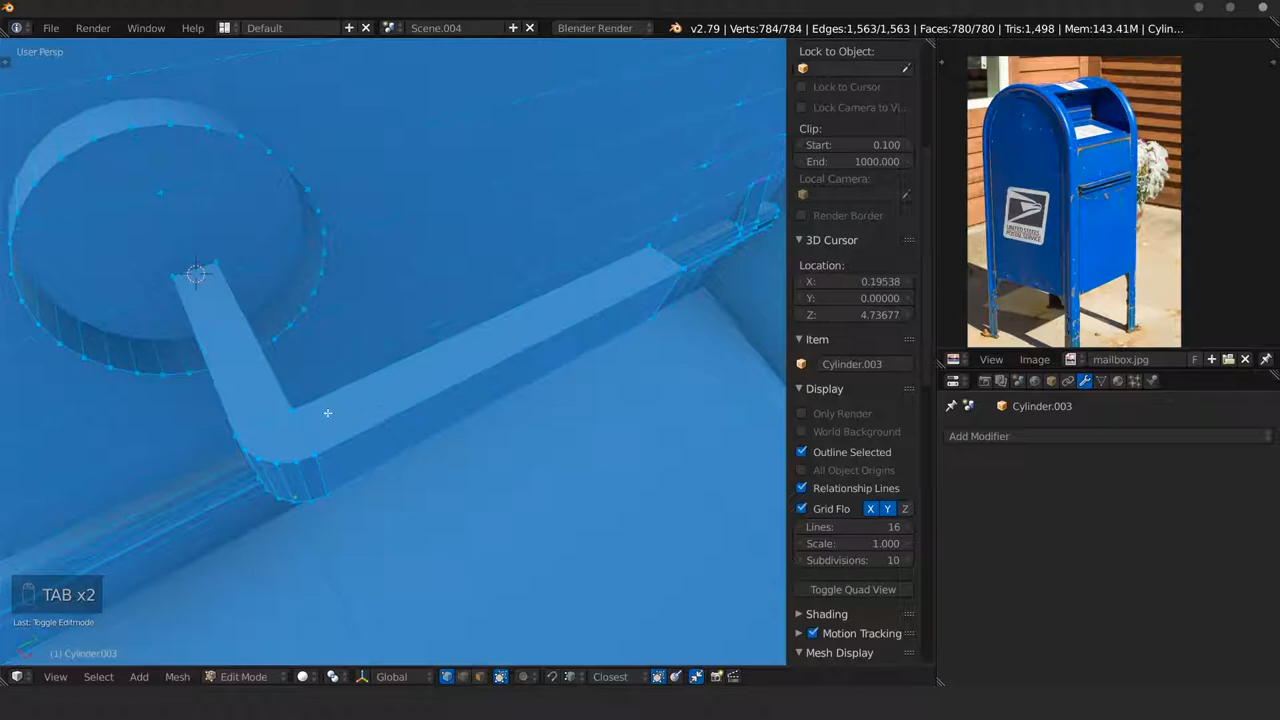 File Render Window Help Default Scene.004 Blender Render v2.79 | Verts:784/784 | Edges:1,563/1,563 | Faces:780/780 | Tris:1,498 | Mem:143.41M | Cylin...
User Persp
Lock to Object:
Lock to Cursor
Lock Camera to Vi..
Clip:
Start: 0.100
End: 1000.000
Local Camera:
Render Border
3D Cursor
Location:
X: 0.19538
Y: 0.00000
Z: 4.73677
Item
Cylinder.003
Display
Only Render
World Background
Outline Selected
All Object Origins
Relationship Lines
Grid Flo X Y Z
Lines: 16
Scale: 1.000
Subdivisions: 10
Toggle Quad View
Shading
Motion Tracking
Mesh Display
UNITED STATES
POSTAL SERVICE
View Image mailbox.jpg F
Cylinder.003
Add Modifier
TAB x2
Last: Toggle Editmode
(1) Cylinder.003
View Select Add Mesh Edit Mode Global Closest